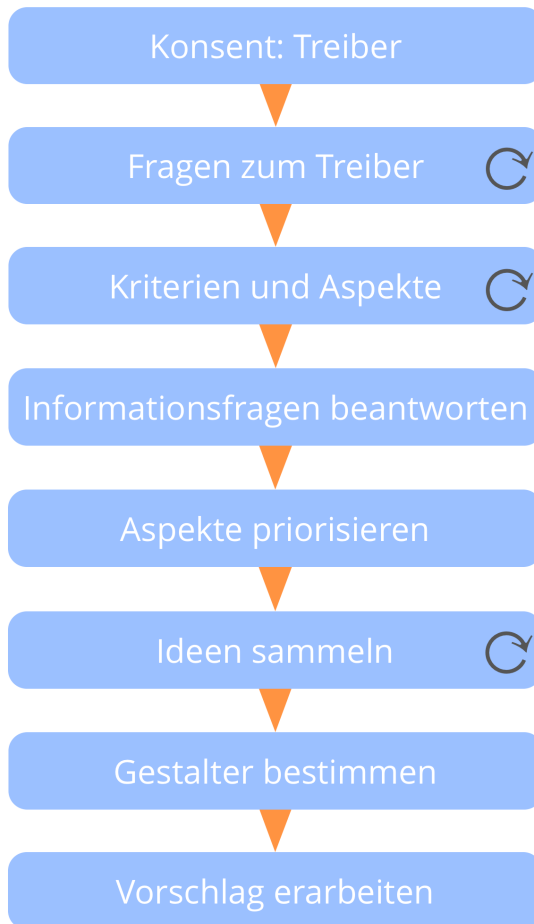 Konsent: Treiber
Fragen zum Treiber
Kriterien und Aspekte
Informationsfragen beantworten
Aspekte priorisieren
Ideen sammeln
Gestalter bestimmen
Vorschlag erarbeiten